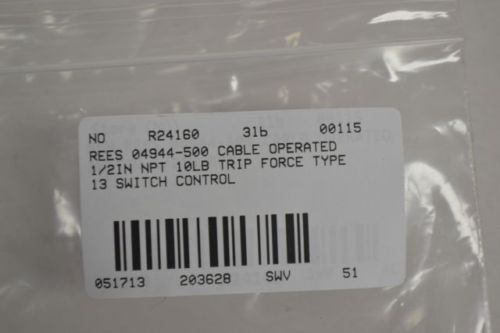 NO R24160 3lb 00115
REES 04944-500 CABLE OPERATED
1/2IN NPT 10LB TRIP FORCE TYPE
13 SWITCH CONTROL
051713 203628 SWV 51